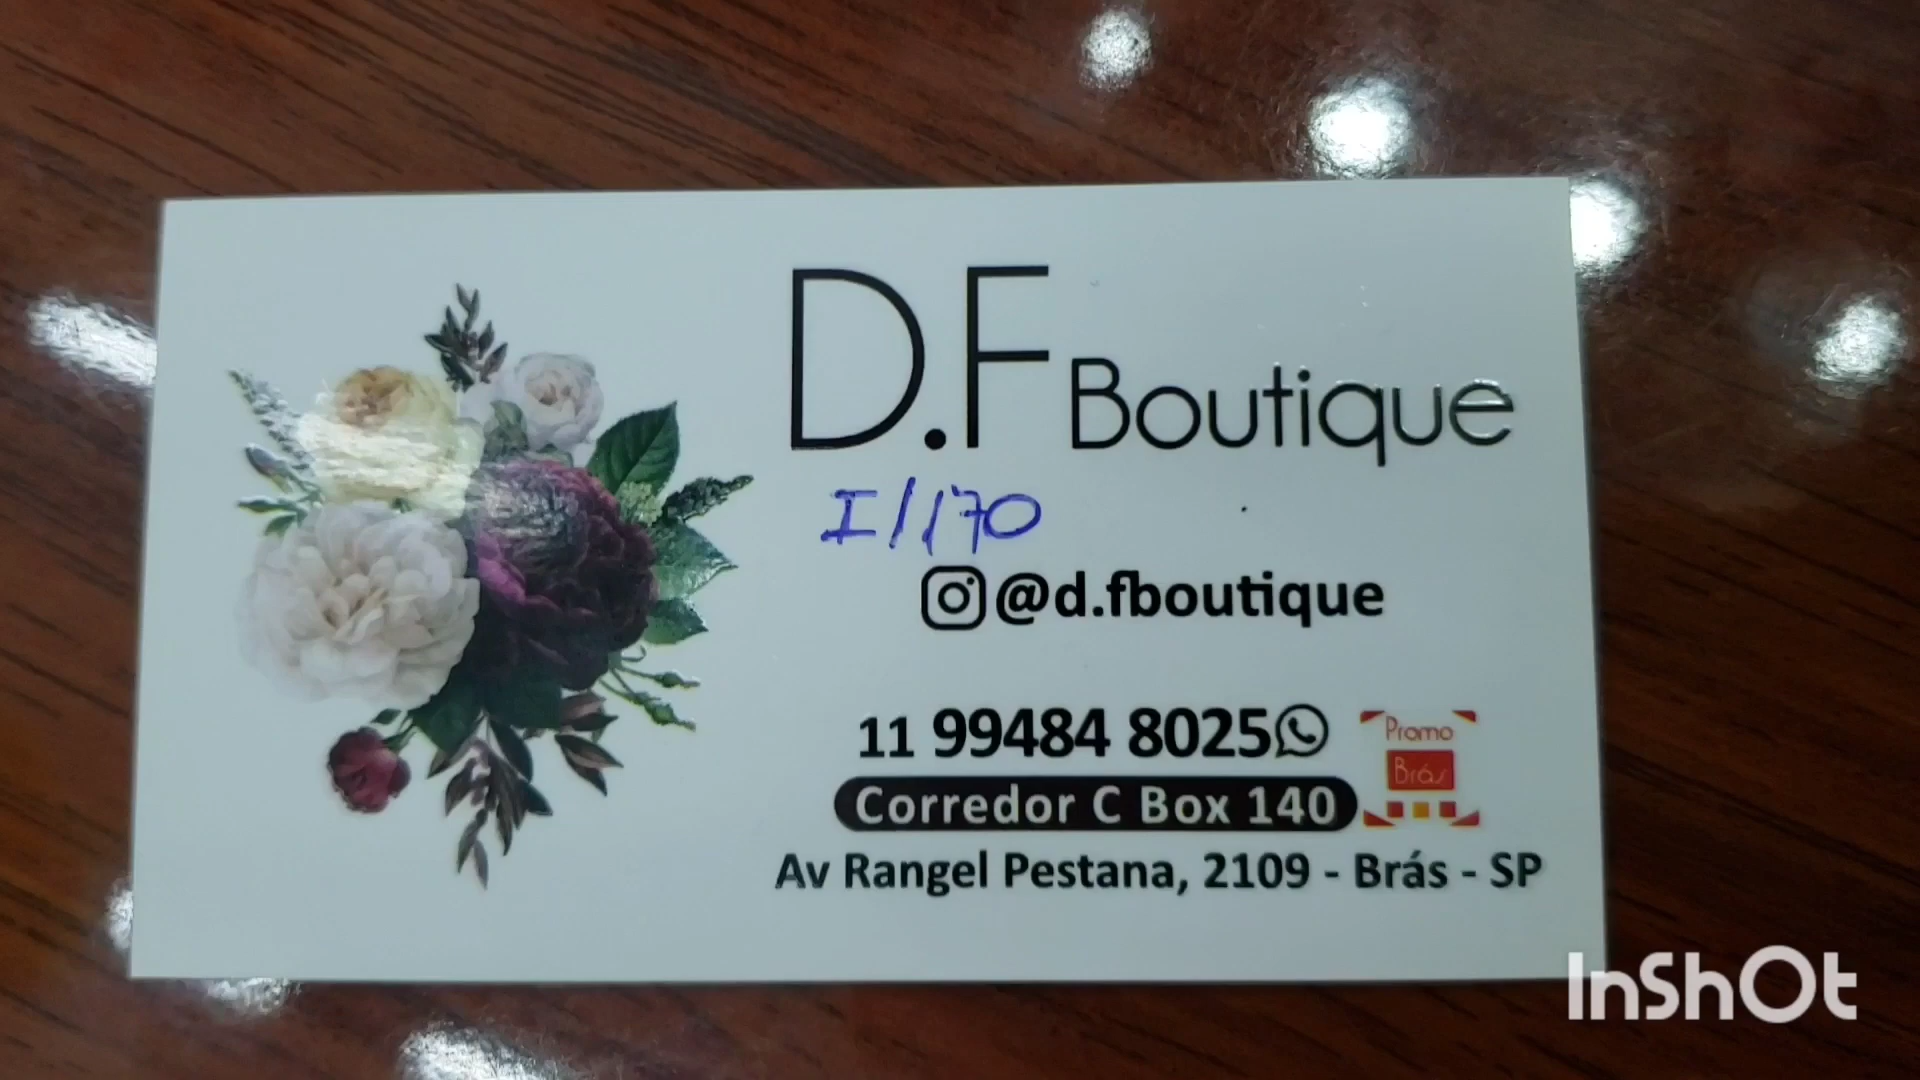 D.F Boutique
I/170
@d.fboutique
11 99484 8025
Promo
Brás
Corredor C Box 140
Av Rangel Pestana, 2109 - Brás - SP
InShOt